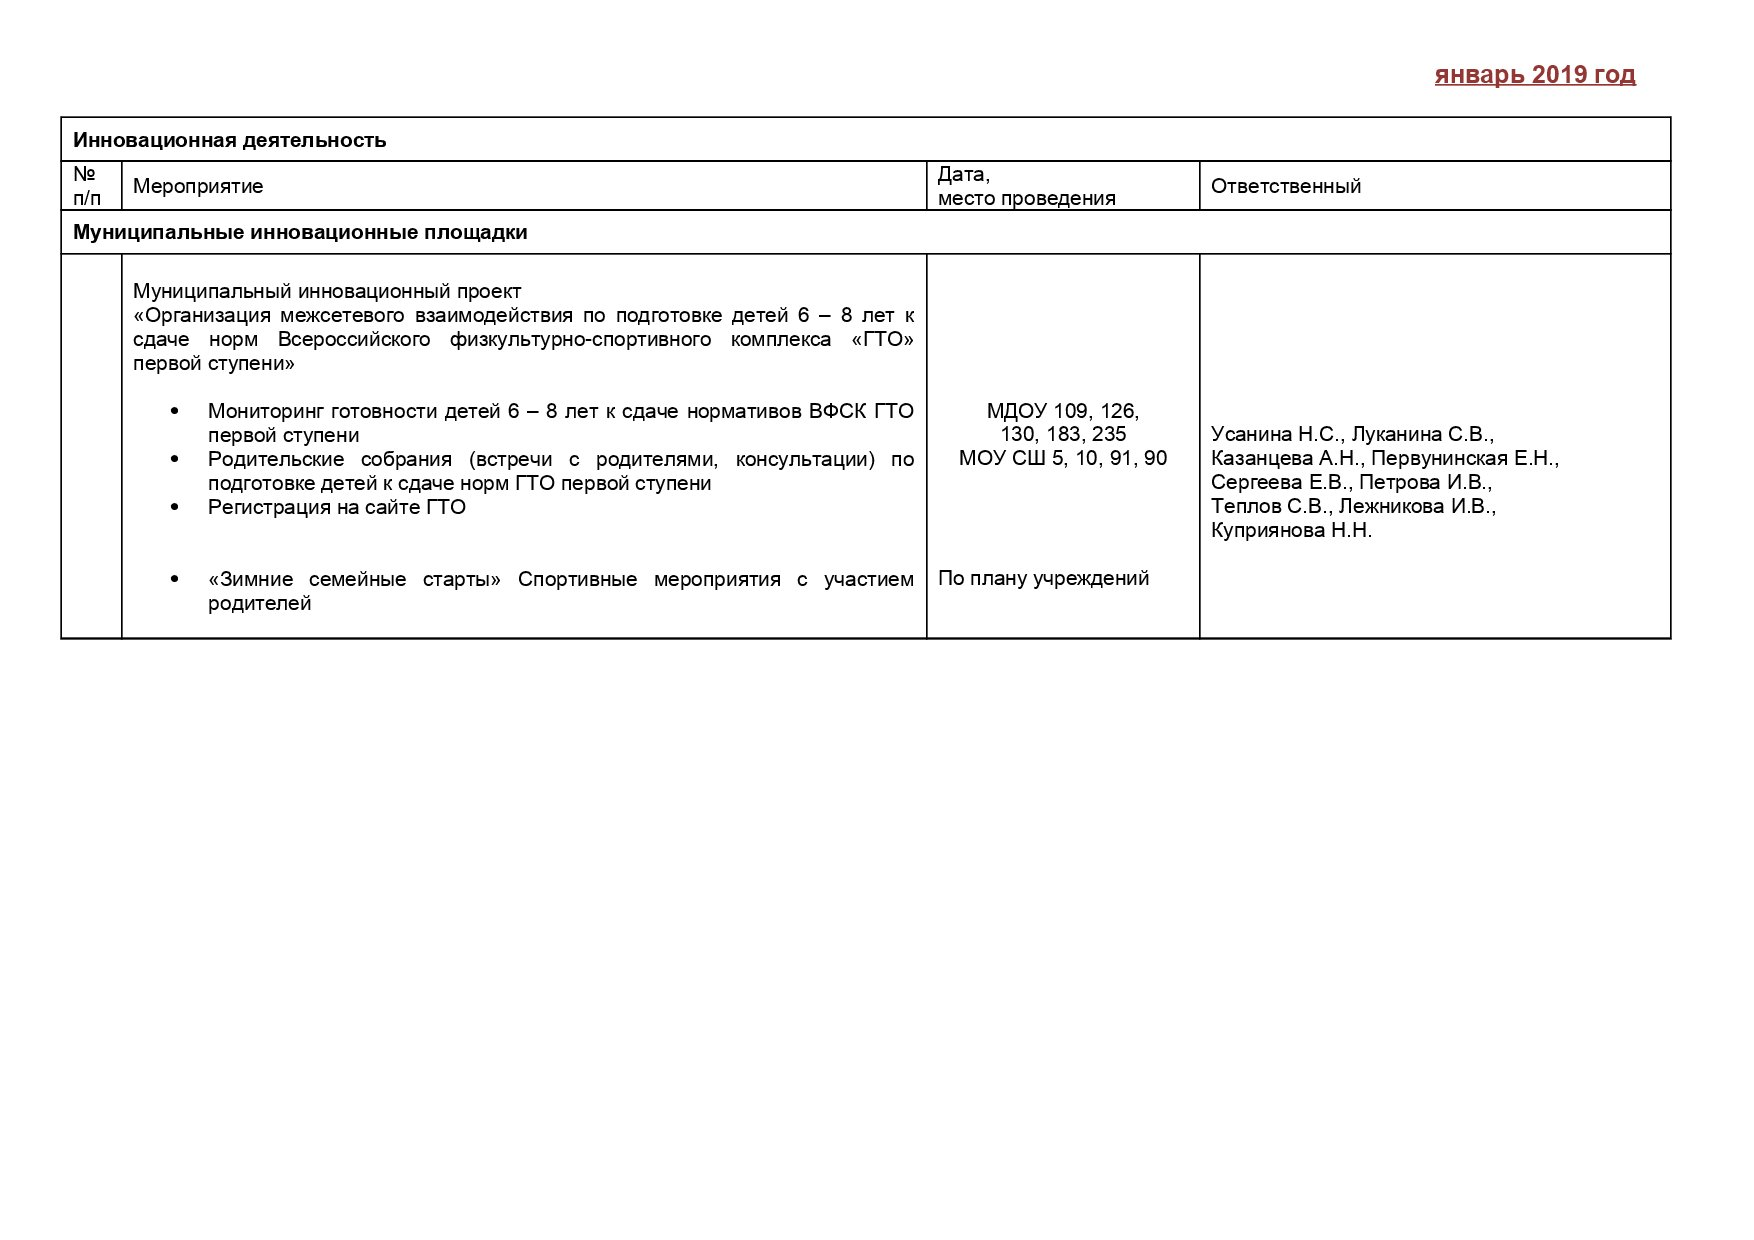 январь 2019 год
Инновационная деятельность
№
п/п
Мероприятие
Дата,
место проведения
Ответственный
Муниципальные инновационные площадки
Муниципальный инновационный проект
«Организация межсетевого взаимодействия по подготовке детей 6 – 8 лет к
сдаче норм Всероссийского физкультурно-спортивного комплекса «ГТО»
первой ступени»
• Мониторинг готовности детей 6 – 8 лет к сдаче нормативов ВФСК ГТО
первой ступени
• Родительские собрания (встречи с родителями, консультации) по
подготовке детей к сдаче норм ГТО первой ступени
• Регистрация на сайте ГТО
• «Зимние семейные старты» Спортивные мероприятия с участием
родителей
МДОУ 109, 126,
130, 183, 235
МОУ СШ 5, 10, 91, 90
По плану учреждений
Усанина Н.С., Луканина С.В.,
Казанцева А.Н., Первунинская Е.Н.,
Сергеева Е.В., Петрова И.В.,
Теплов С.В., Лежникова И.В.,
Куприянова Н.Н.